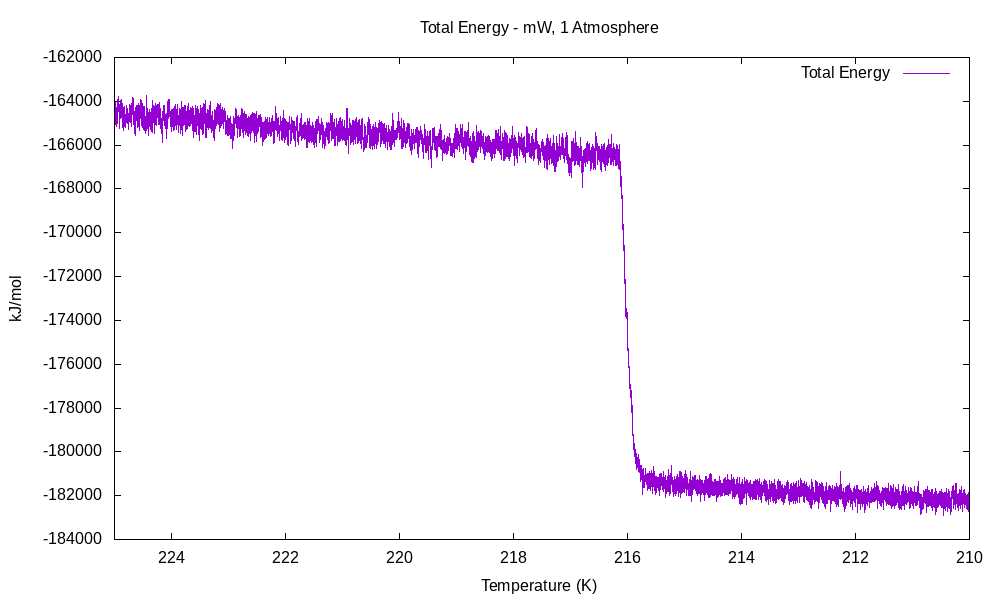 Total Energy - mW, 1 Atmosphere
Total Energy
-162000
-164000
-166000
-168000
-170000
-172000
-174000
-176000
-178000
-180000
-182000
-184000
kJ/mol
224 222 220 218 216 214 212 210
Temperature (K)